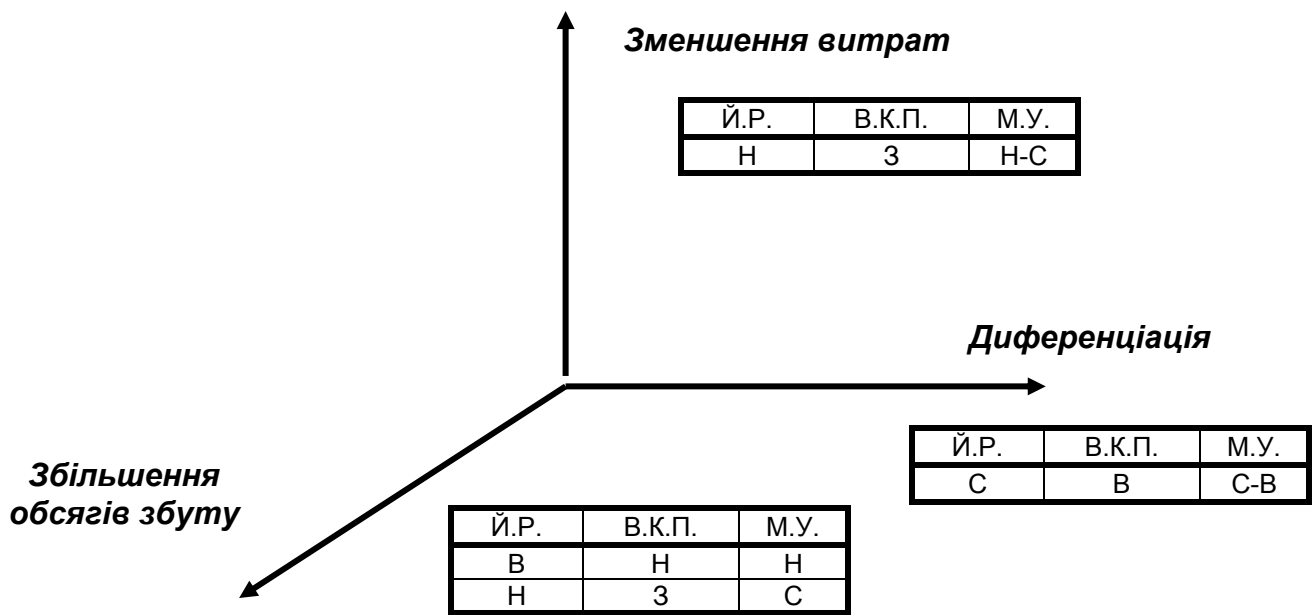 Зменшення витрат
Й.Р. В.К.П. М.У.
Н З Н-С
Диференціація
Й.Р. В.К.П. М.У.
С В С-В
Збільшення
обсягів збуту
Й.Р. В.К.П. М.У.
В Н Н
Н З С